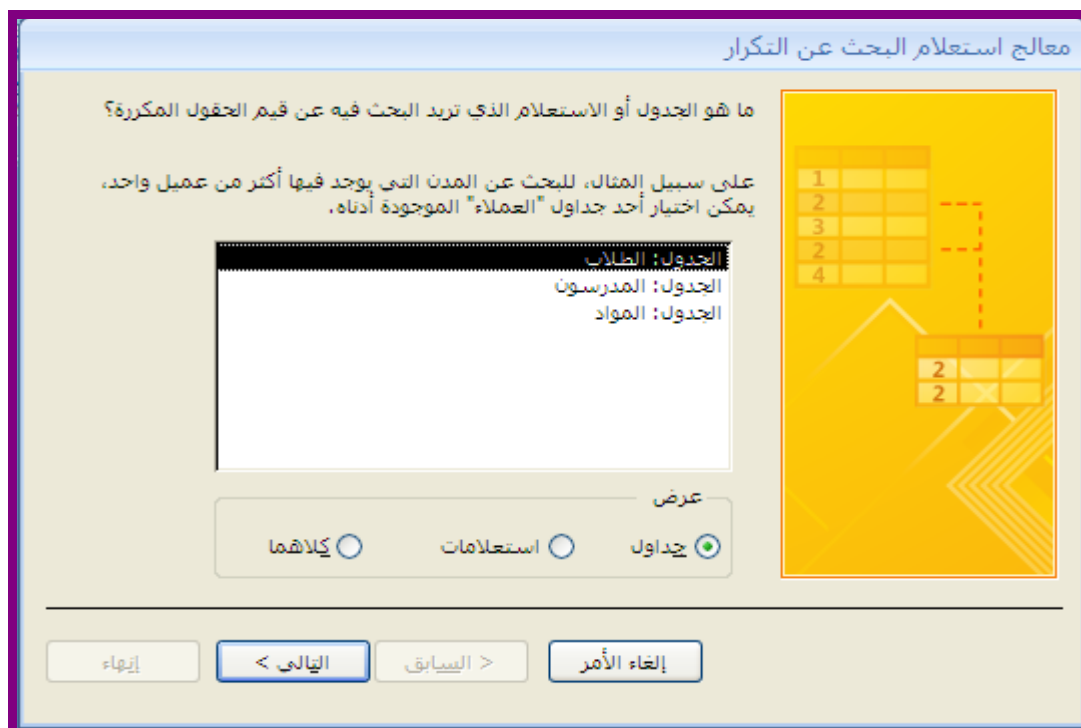 معالج استعلام البحث عن التكرار
ما هو الجدول أو الاستعلام الذي تريد البحث فيه عن قيم الحقول المكررة؟
على سبيل المثال، للبحث عن المدن التي يوجد فيها أكثر من عميل واحد،
يمكن اختيار أحد جداول "العملاء" الموجودة أدناه.
1
2
3
2
4
2
2
الجدول: الطلاب
الجدول: المدرسون
الجدول: المواد
عرض
جداول استعلامات كلاهما
إلغاء الأمر < السابق التالي > إنهاء